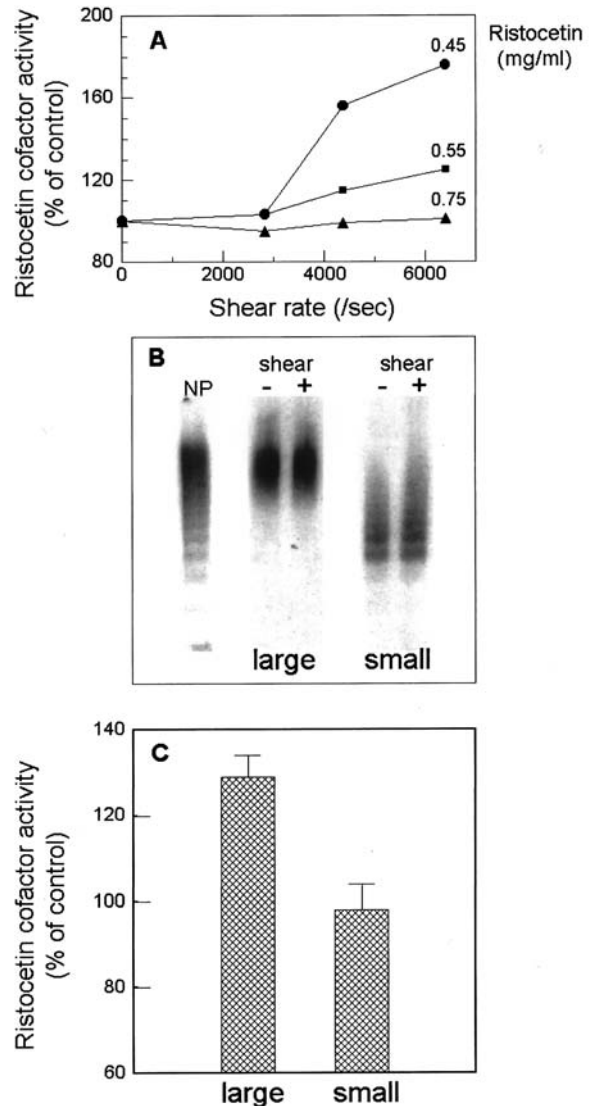 A
Ristocetin
(mg/ml)
Ristocetin cofactor activity
(% of control)
200
160
120
80
0.45
0.55
0.75
0 2000 4000 6000
Shear rate (/sec)
B
shear shear
NP - + - +
large small
C
Ristocetin cofactor activity
(% of control)
140
120
100
80
60
large small